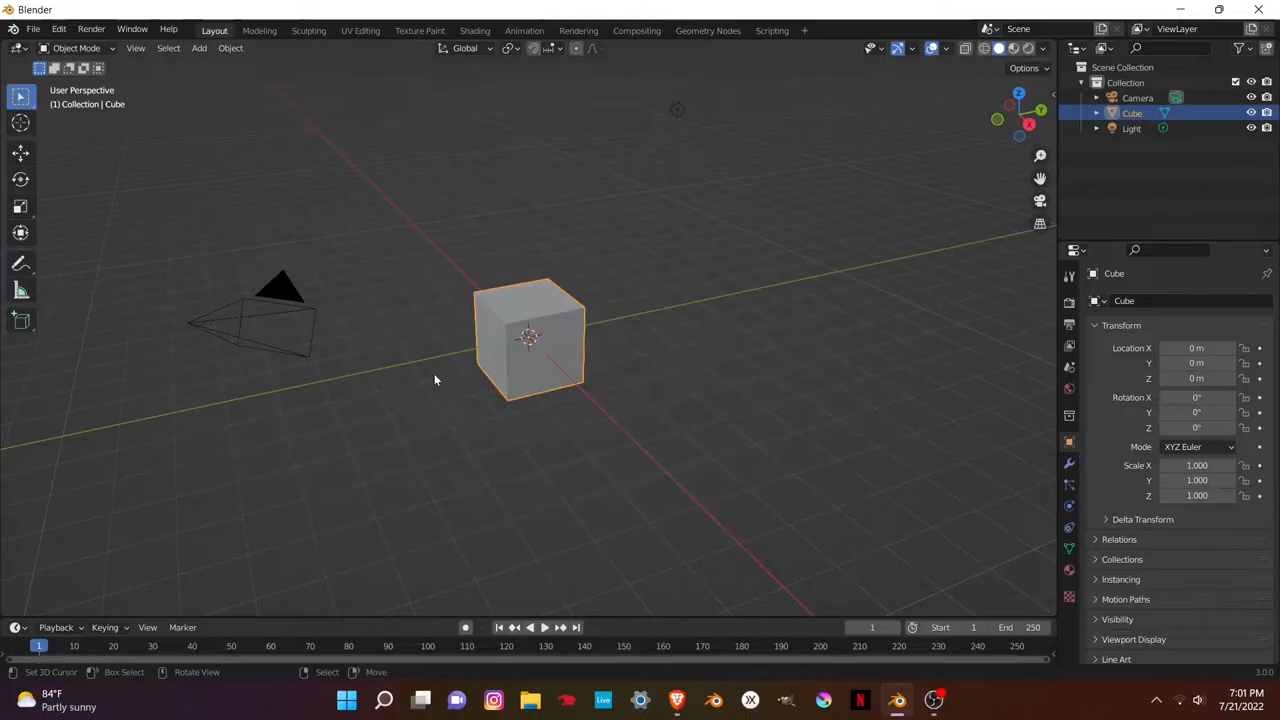 Blender
File Edit Render Window Help
Layout Modeling Sculpting UV Editing Texture Paint Shading Animation Rendering Compositing Geometry Nodes Scripting +
Scene
ViewLayer
Object Mode View Select Add Object
Global
Options
User Perspective
(1) Collection | Cube
Z
Y
X
Scene Collection
Collection
Camera
Cube
Light
Cube
Cube
Transform
Location X 0 m
Y 0 m
Z 0 m
Rotation X 0°
Y 0°
Z 0°
Mode XYZ Euler
Scale X 1.000
Y 1.000
Z 1.000
Delta Transform
Relations
Collections
Instancing
Motion Paths
Visibility
Viewport Display
Line Art
Playback Keying View Marker
1 Start 1 End 250
1 10 20 30 40 50 60 70 80 90 100 110 120 130 140 150 160 170 180 190 200 210 220 230 240 250
Set 3D Cursor Box Select Rotate View Select Move
3.0.0
84°F
Partly sunny
Live
N
7:01 PM
7/21/2022